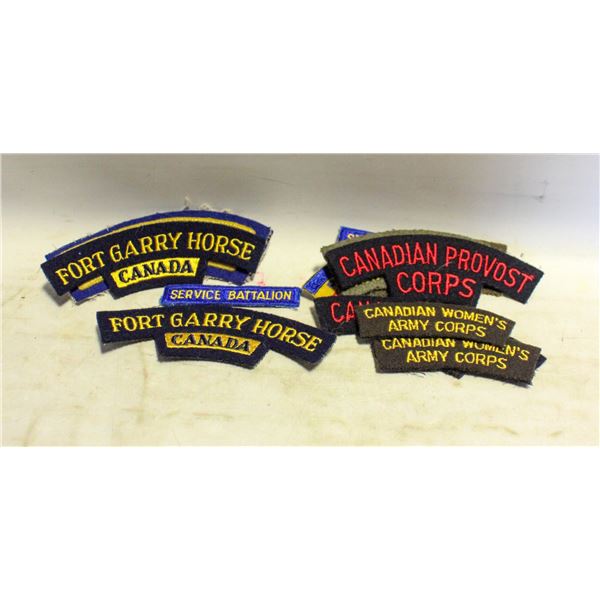 FORT GARRY HORSE
CANADA
SERVICE BATTALION
FORT GARRY HORSE
CANADA
CANADIAN PROVOST
CORPS
CANADIAN WOMEN'S
ARMY CORPS
CANADIAN WOMEN'S
ARMY CORPS